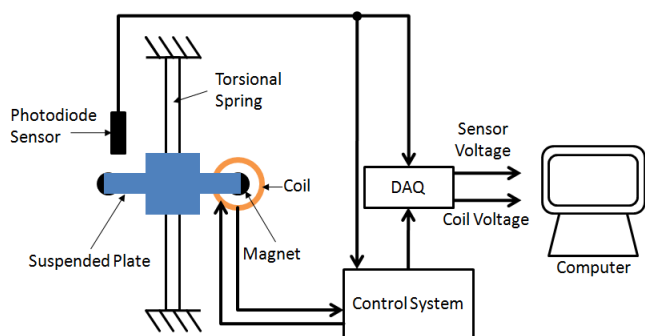 Torsional
Spring
Photodiode
Sensor
Sensor
Voltage
DAQ
Coil
Coil Voltage
Suspended Plate
Magnet
Computer
Control System